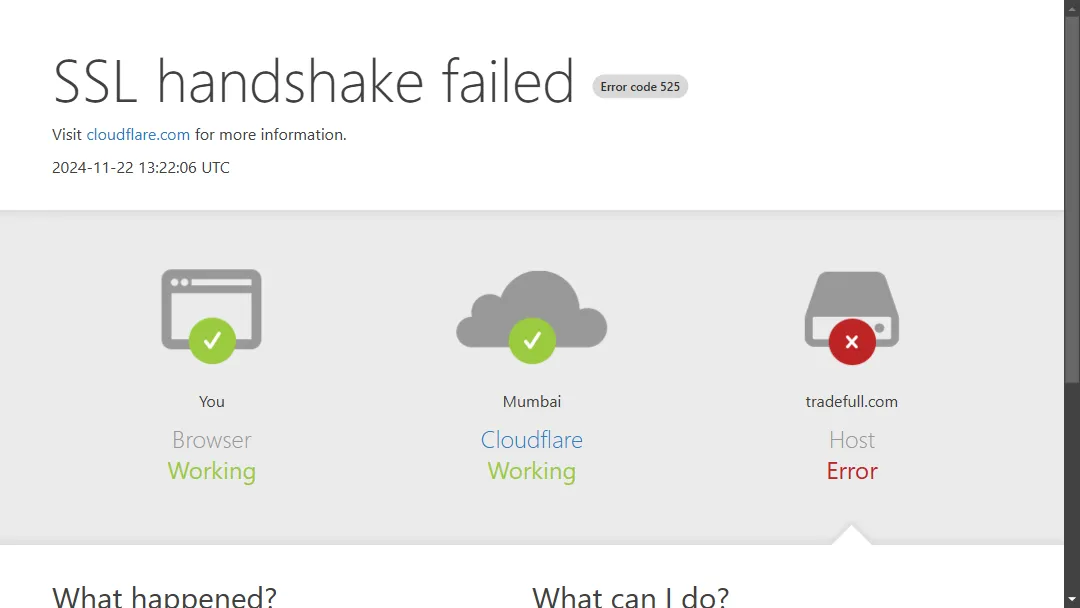 SSL handshake failed Error code 525
Visit cloudflare.com for more information.
2024-11-22 13:22:06 UTC
You
Browser
Working
Mumbai
Cloudflare
Working
tradefull.com
Host
Error
What happened?
What can I do?